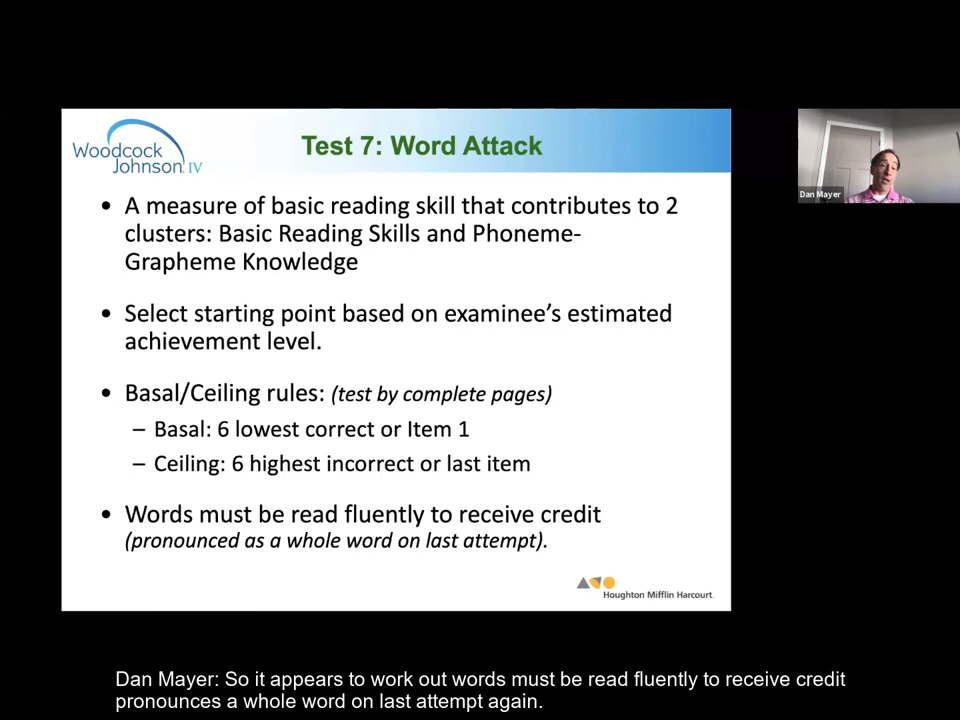 Woodcock
Johnson IV
Test 7: Word Attack
• A measure of basic reading skill that contributes to 2
clusters: Basic Reading Skills and Phoneme-
Grapheme Knowledge
• Select starting point based on examinee's estimated
achievement level.
• Basal/Ceiling rules: (test by complete pages)
– Basal: 6 lowest correct or Item 1
– Ceiling: 6 highest incorrect or last item
• Words must be read fluently to receive credit
(pronounced as a whole word on last attempt).
Houghton Mifflin Harcourt
Dan Mayer
Dan Mayer: So it appears to work out words must be read fluently to receive credit
pronounces a whole word on last attempt again.